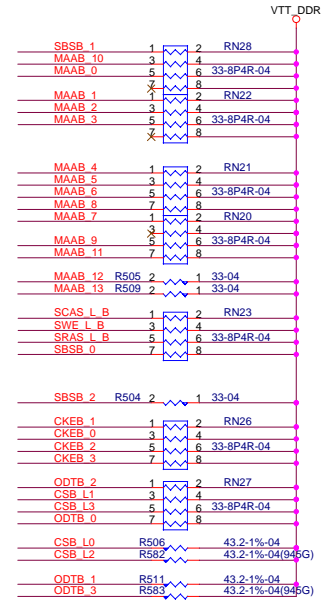 VTT_DDR
SBSB_1 1 2 RN28
MAAB_10 3 4
MAAB_0 5 6 33-8P4R-04
7 8
MAAB_1 1 2 RN22
MAAB_2 3 4
MAAB_3 5 6 33-8P4R-04
7 8
MAAB_4 1 2 RN21
MAAB_5 3 4
MAAB_6 5 6 33-8P4R-04
MAAB_8 7 8
MAAB_7 1 2 RN20
3 4
MAAB_9 5 6 33-8P4R-04
MAAB_11 7 8
MAAB_12 R505 2 1 33-04
MAAB_13 R509 2 1 33-04
SCAS_L_B 1 2 RN23
SWE_L_B 3 4
SRAS_L_B 5 6 33-8P4R-04
SBSB_0 7 8
SBSB_2 R504 2 1 33-04
CKEB_1 1 2 RN26
CKEB_0 3 4
CKEB_2 5 6 33-8P4R-04
CKEB_3 7 8
ODTB_2 1 2 RN27
CSB_L1 3 4
CSB_L3 5 6 33-8P4R-04
ODTB_0 7 8
CSB_L0 R506 43.2-1%-04
CSB_L2 R582 43.2-1%-04(945G)
ODTB_1 R511 43.2-1%-04
ODTB_3 R583 43.2-1%-04(945G)